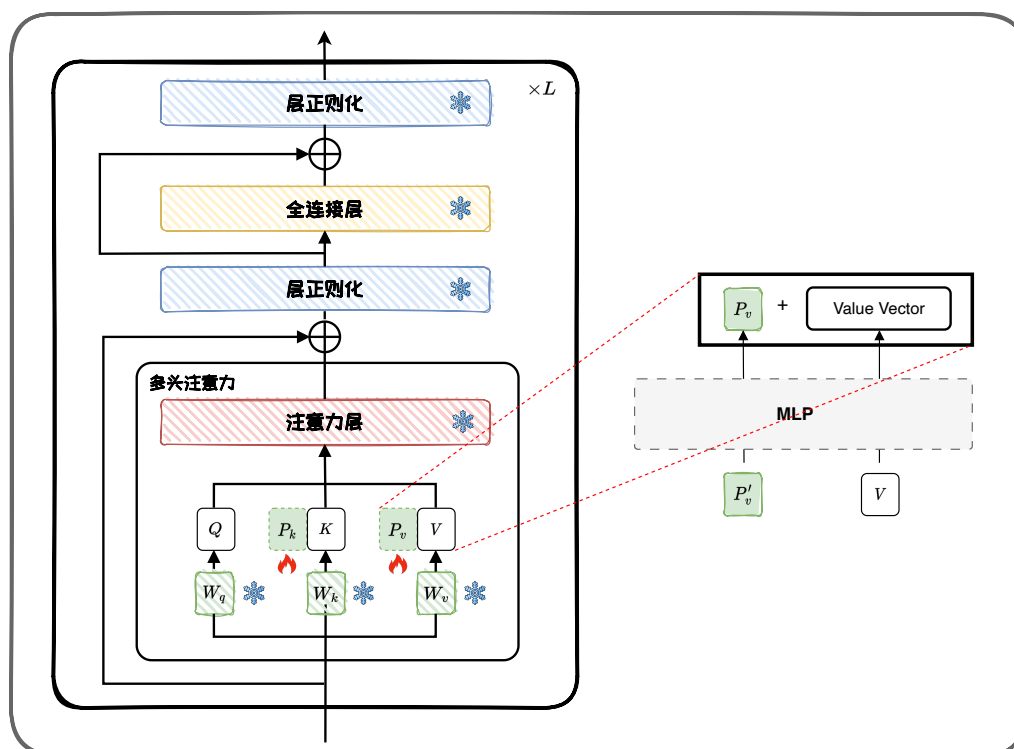 层正则化
×L
全连接层
层正则化
多头注意力
注意力层
Q
P_k
K
P_v
V
W_q
W_k
W_v
P_v
+
Value Vector
MLP
P'_v
V